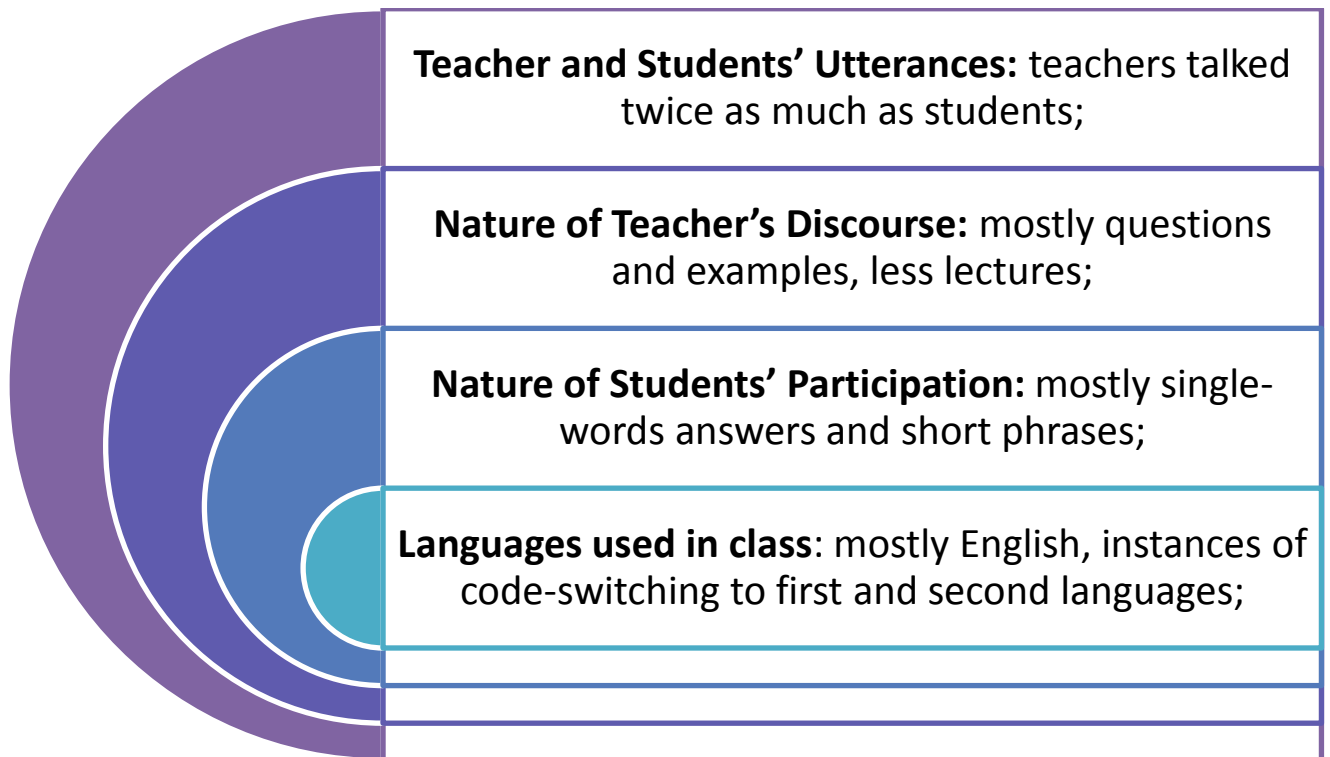 Teacher and Students’ Utterances: teachers talked
twice as much as students;
Nature of Teacher’s Discourse: mostly questions
and examples, less lectures;
Nature of Students’ Participation: mostly single-
words answers and short phrases;
Languages used in class: mostly English, instances of
code-switching to first and second languages;